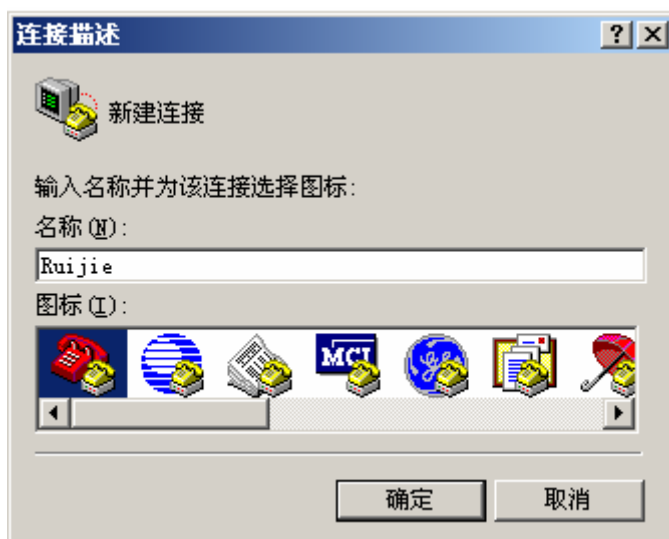 连接描述
新建连接
输入名称并为该连接选择图标:
名称(N):
Ruijie
图标(I):
MCI
确定
取消